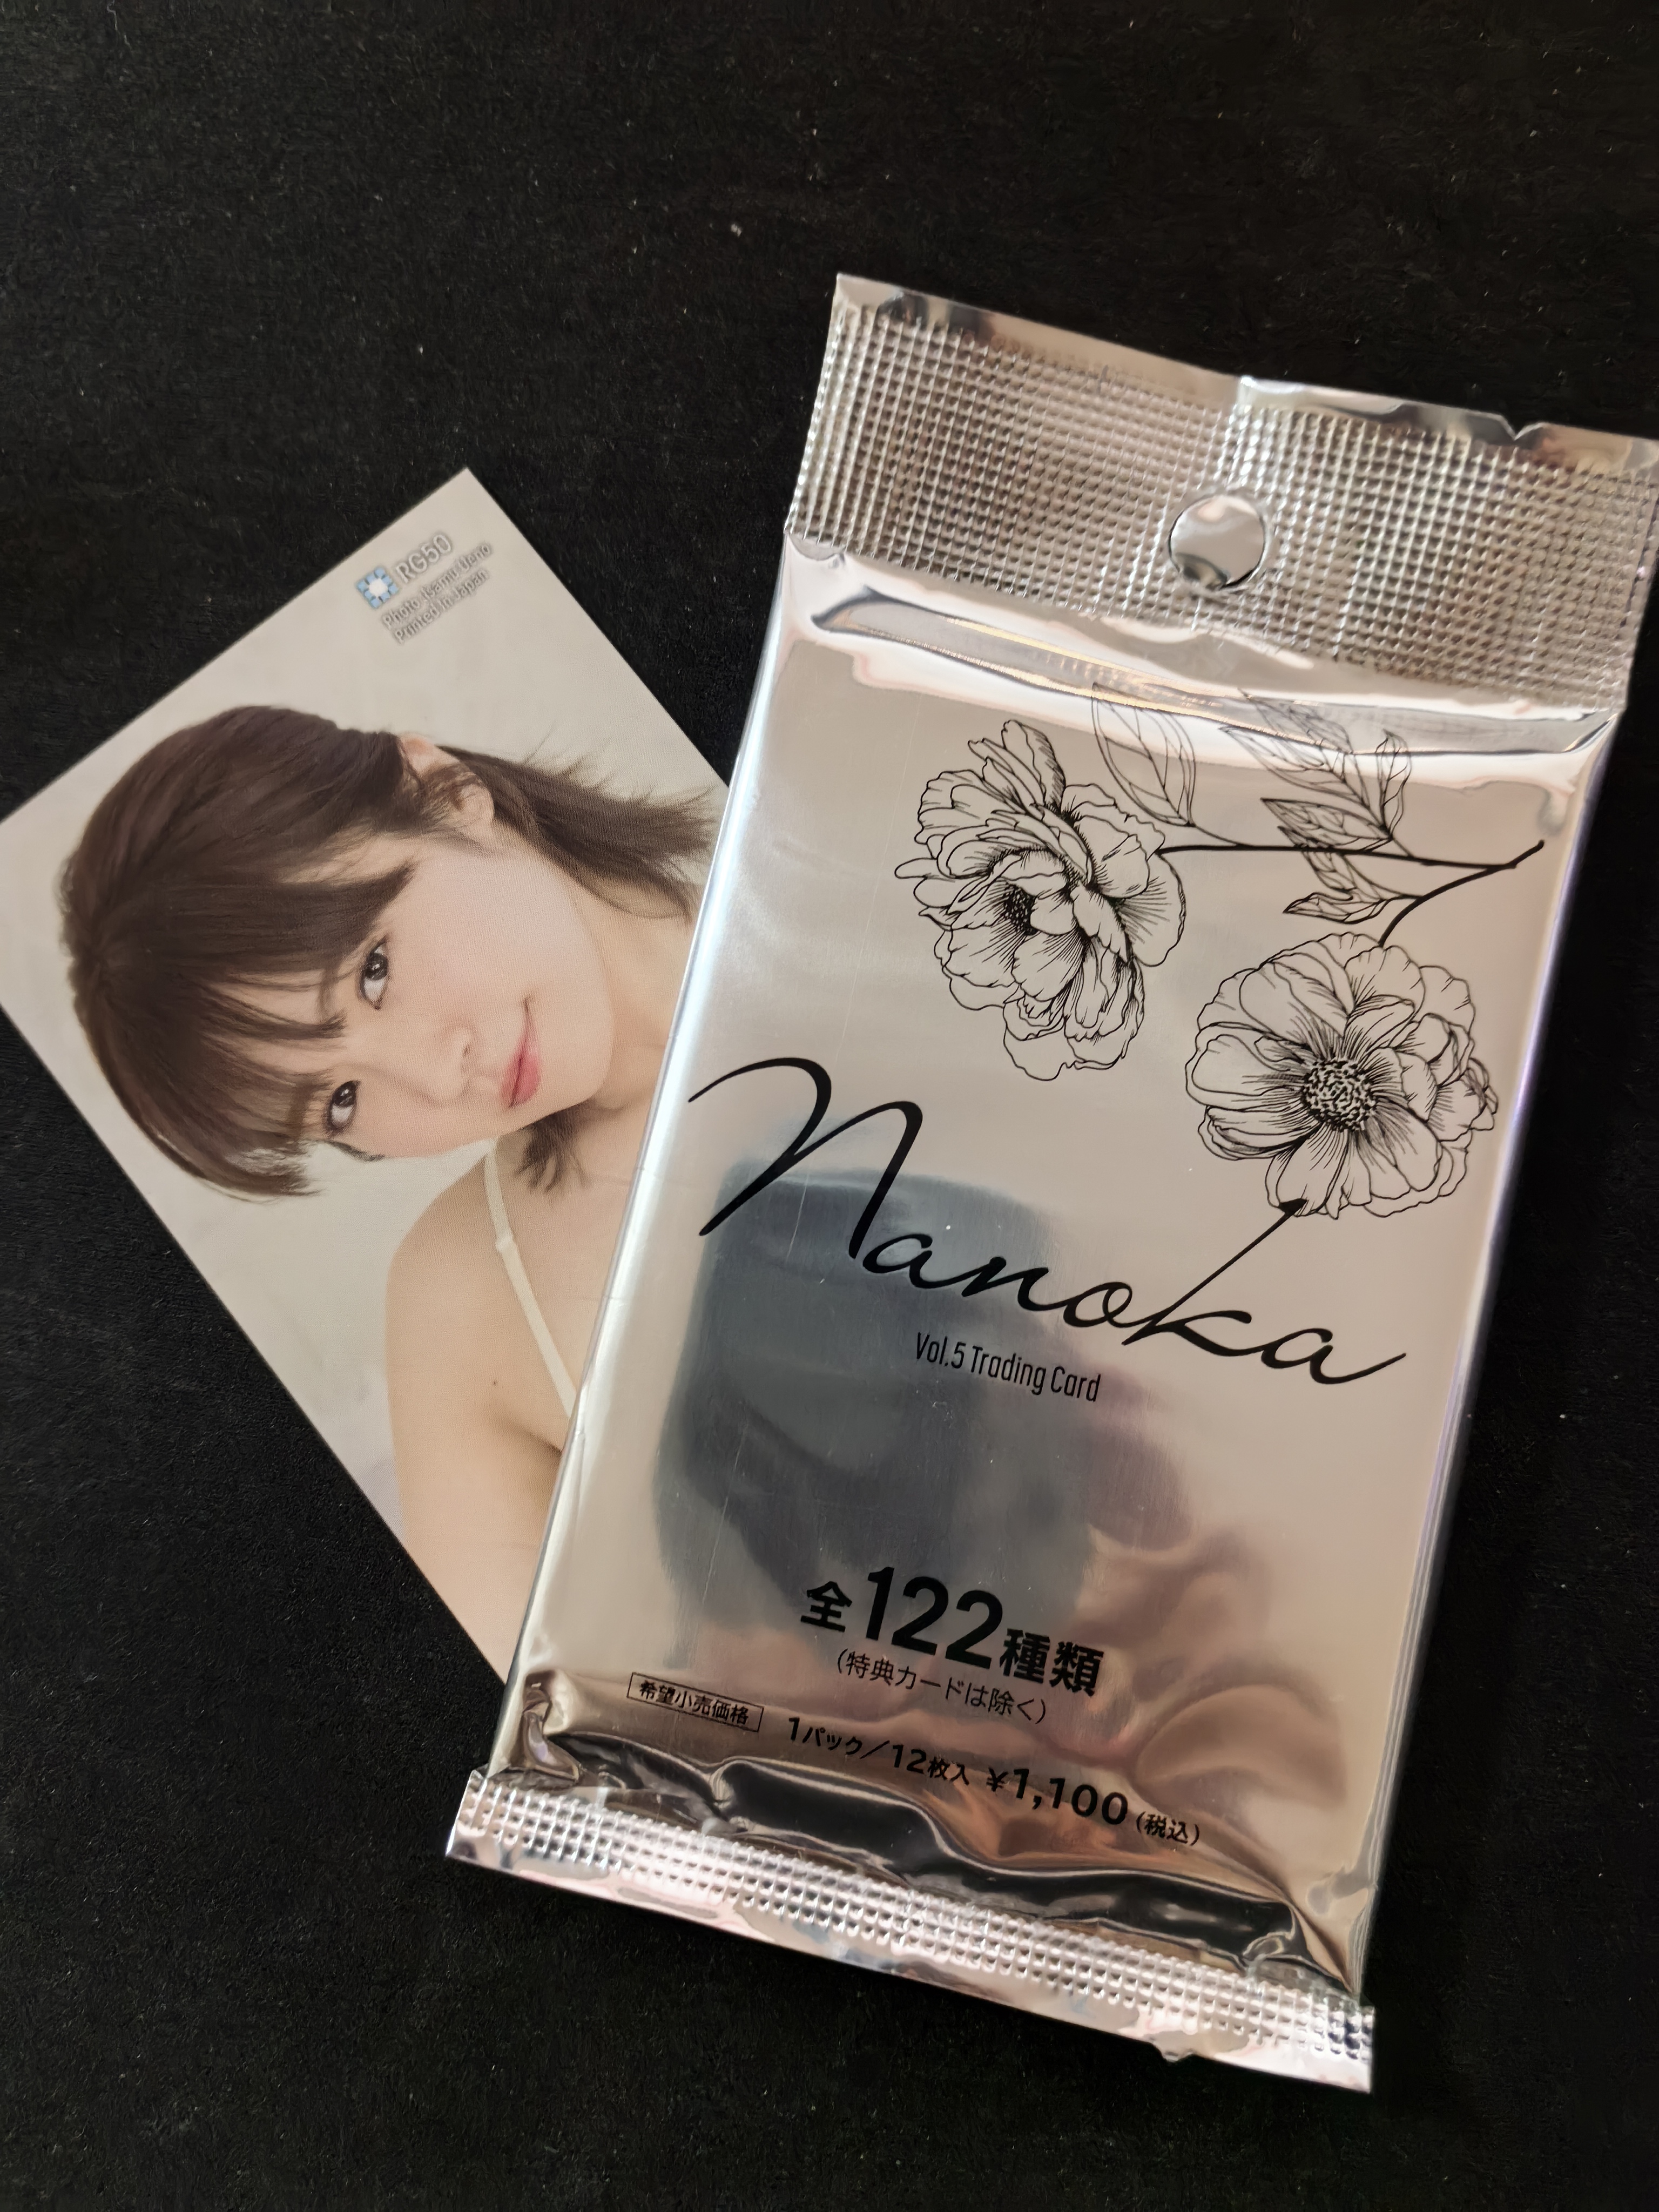 RG50
Photo: Isamu Ueno
Printed in Japan
Nanoka
Vol.5 Trading Card
全122種類
(特典カードは除く)
希望小売価格 1パック／12枚入 ¥1,100(税込)